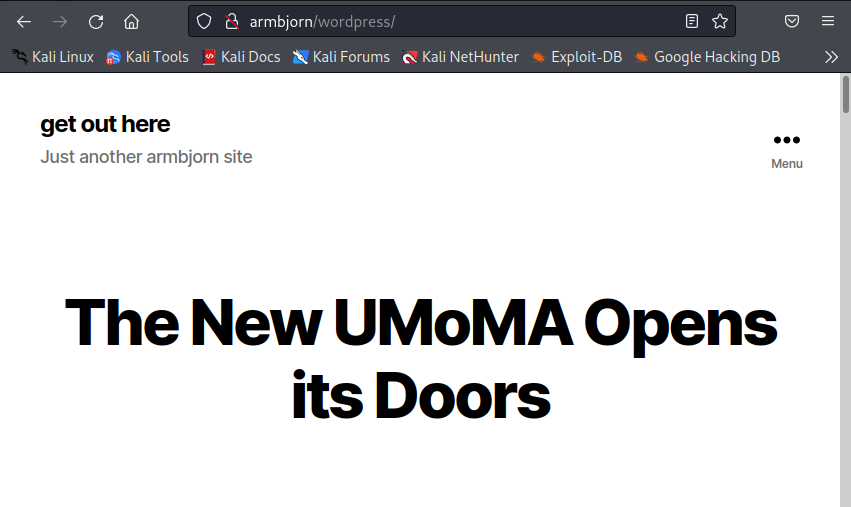 armbjorn/wordpress/
Kali Linux Kali Tools Kali Docs Kali Forums Kali NetHunter Exploit-DB Google Hacking DB
get out here
Just another armbjorn site
Menu
The New UMoMA Opens
its Doors